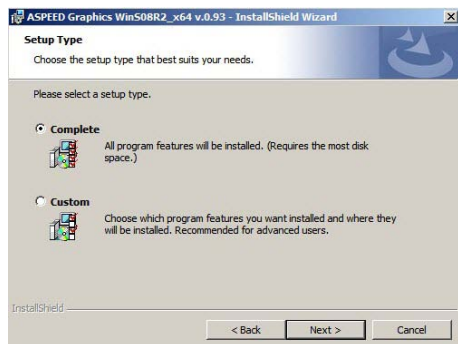 ASPEED Graphics WinS08R2_x64 v.0.93 - InstallShield Wizard
Setup Type
Choose the setup type that best suits your needs.
Please select a setup type.
Complete
All program features will be installed. (Requires the most disk
space.)
Custom
Choose which program features you want installed and where they
will be installed. Recommended for advanced users.
InstallShield
< Back
Next >
Cancel